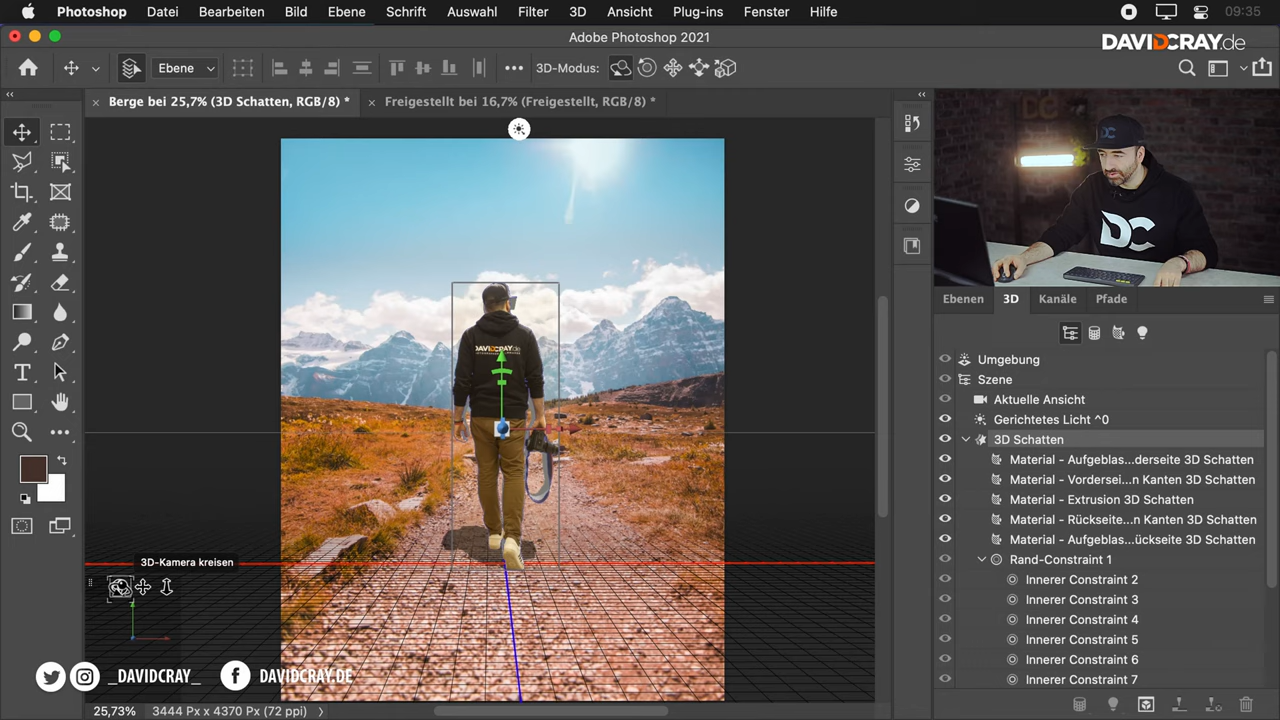 Photoshop Datei Bearbeiten Bild Ebene Schrift Auswahl Filter 3D Ansicht Plug-ins Fenster Hilfe 09:35
Adobe Photoshop 2021
DAVIDCRAY.de
Ebene 3D-Modus:
Berge bei 25,7% (3D Schatten, RGB/8) * Freigestellt bei 16,7% (Freigestellt, RGB/8) *
DC
DAVIDCRAY.de
Ebenen 3D Kanäle Pfade
Umgebung
Szene
Aktuelle Ansicht
Gerichtetes Licht ^0
3D Schatten
Material - Aufgeblas...derseite 3D Schatten
Material - Vordersei...n Kanten 3D Schatten
Material - Extrusion 3D Schatten
Material - Rückseite...n Kanten 3D Schatten
Material - Aufgeblas...ückseite 3D Schatten
Rand-Constraint 1
Innerer Constraint 2
Innerer Constraint 3
Innerer Constraint 4
Innerer Constraint 5
Innerer Constraint 6
Innerer Constraint 7
3D-Kamera kreisen
_DAVIDCRAY_ DAVIDCRAY.DE
25,73% 3444 Px x 4370 Px (72 ppi)